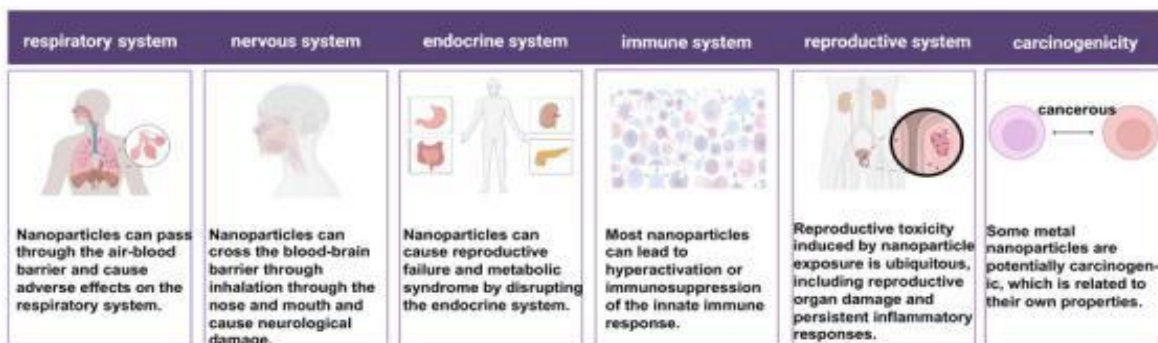 respiratory system
nervous system
endocrine system
immune system
reproductive system
carcinogenicity
Nanoparticles can pass
through the air-blood
barrier and cause
adverse effects on the
respiratory system.
Nanoparticles can
cross the blood-brain
barrier through
inhalation through the
nose and mouth and
cause neurological
damage.
Nanoparticles can
cause reproductive
failure and metabolic
syndrome by disrupting
the endocrine system.
Most nanoparticles
can lead to
hyperactivation or
immunosuppression
of the innate immune
response.
Reproductive toxicity
induced by nanoparticle
exposure is ubiquitous,
including reproductive
organ damage and
persistent inflammatory
responses.
cancerous
Some metal
nanoparticles are
potentially carcinogen-
ic, which is related to
their own properties.